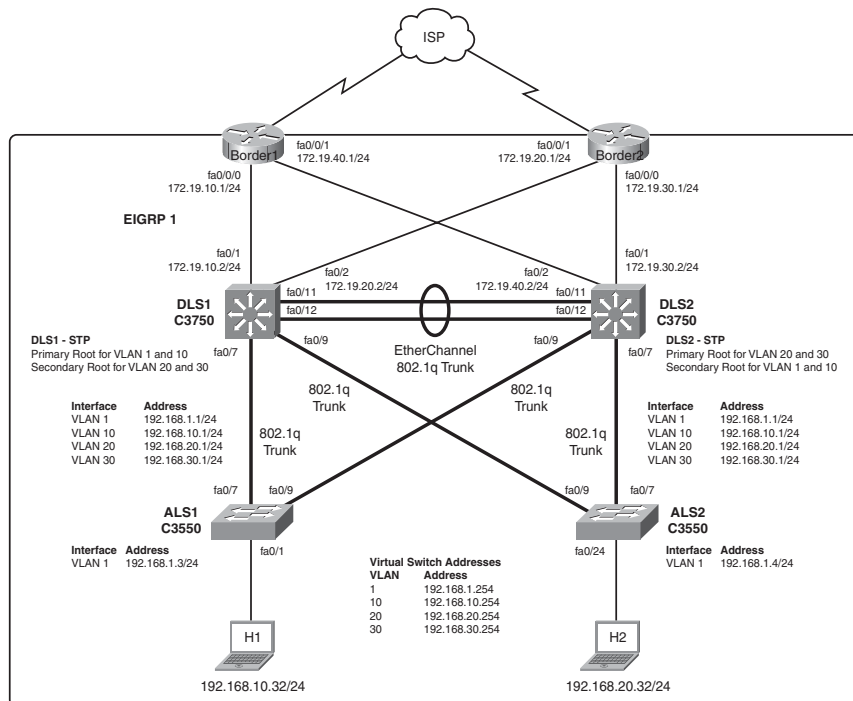 ISP
Border1
Border2
fa0/0/1
172.19.40.1/24
fa0/0/1
172.19.20.1/24
fa0/0/0
172.19.10.1/24
fa0/0/0
172.19.30.1/24
EIGRP 1
fa0/1
172.19.10.2/24
fa0/2
172.19.20.2/24
fa0/2
172.19.40.2/24
fa0/1
172.19.30.2/24
DLS1
C3750
fa0/11
fa0/12
fa0/11
fa0/12
DLS2
C3750
EtherChannel
802.1q Trunk
DLS1 - STP
Primary Root for VLAN 1 and 10
Secondary Root for VLAN 20 and 30
fa0/7
fa0/9
fa0/9
fa0/7
DLS2 - STP
Primary Root for VLAN 20 and 30
Secondary Root for VLAN 1 and 10
802.1q
Trunk
802.1q
Trunk
802.1q
Trunk
802.1q
Trunk
Interface Address
VLAN 1 192.168.1.1/24
VLAN 10 192.168.10.1/24
VLAN 20 192.168.20.1/24
VLAN 30 192.168.30.1/24
Interface Address
VLAN 1 192.168.1.1/24
VLAN 10 192.168.10.1/24
VLAN 20 192.168.20.1/24
VLAN 30 192.168.30.1/24
fa0/7
fa0/9
fa0/9
fa0/7
ALS1
C3550
ALS2
C3550
Interface Address
VLAN 1 192.168.1.3/24
fa0/1
fa0/24
Interface Address
VLAN 1 192.168.1.4/24
Virtual Switch Addresses
VLAN Address
1 192.168.1.254
10 192.168.10.254
20 192.168.20.254
30 192.168.30.254
H1
H2
192.168.10.32/24
192.168.20.32/24